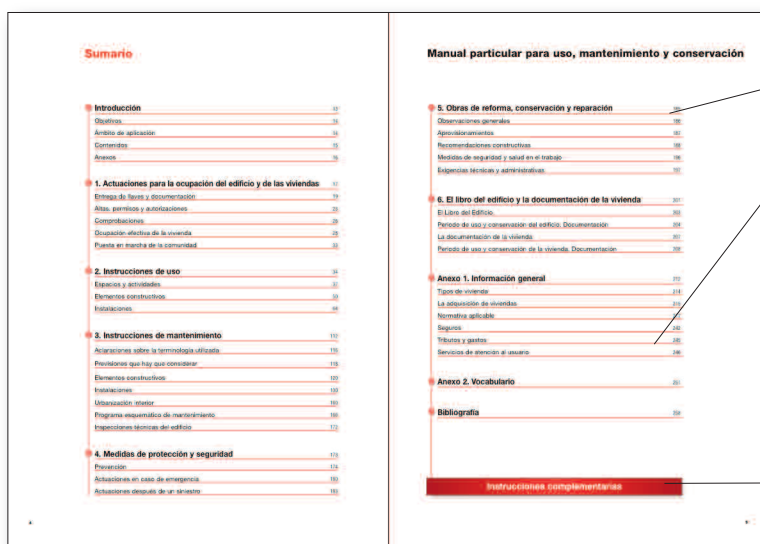 Sumario
Introducción
Objetivos
Ámbito de aplicación
Contenidos
Anexos
1. Actuaciones para la ocupación del edificio y de las viviendas
Entrega de llaves y documentación
Altas, permisos y autorizaciones
Comprobaciones
Ocupación efectiva de la vivienda
Puesta en marcha de la comunidad
2. Instrucciones de uso
Espacios y actividades
Elementos constructivos
Instalaciones
3. Instrucciones de mantenimiento
Aclaraciones sobre la terminología utilizada
Previsiones que hay que considerar
Elementos constructivos
Instalaciones
Urbanización interior
Programa esquemático de mantenimiento
Inspecciones técnicas del edificio
4. Medidas de protección y seguridad
Prevención
Actuaciones en caso de emergencia
Actuaciones después de un siniestro
Manual particular para uso, mantenimiento y conservación
5. Obras de reforma, conservación y reparación
Observaciones generales
Aprovisionamientos
Recomendaciones constructivas
Medidas de seguridad y salud en el trabajo
Exigencias técnicas y administrativas
6. El libro del edificio y la documentación de la vivienda
El Libro del Edificio
Periodo de uso y conservación del edificio. Documentación
La documentación de la vivienda
Periodo de uso y conservación de la vivienda. Documentación
Anexo 1. Información general
Tipos de vivienda
La adquisición de viviendas
Normativa aplicable
Seguros
Tributos y gastos
Servicios de atención al usuario
Anexo 2. Vocabulario
Bibliografía
Instrucciones complementarias